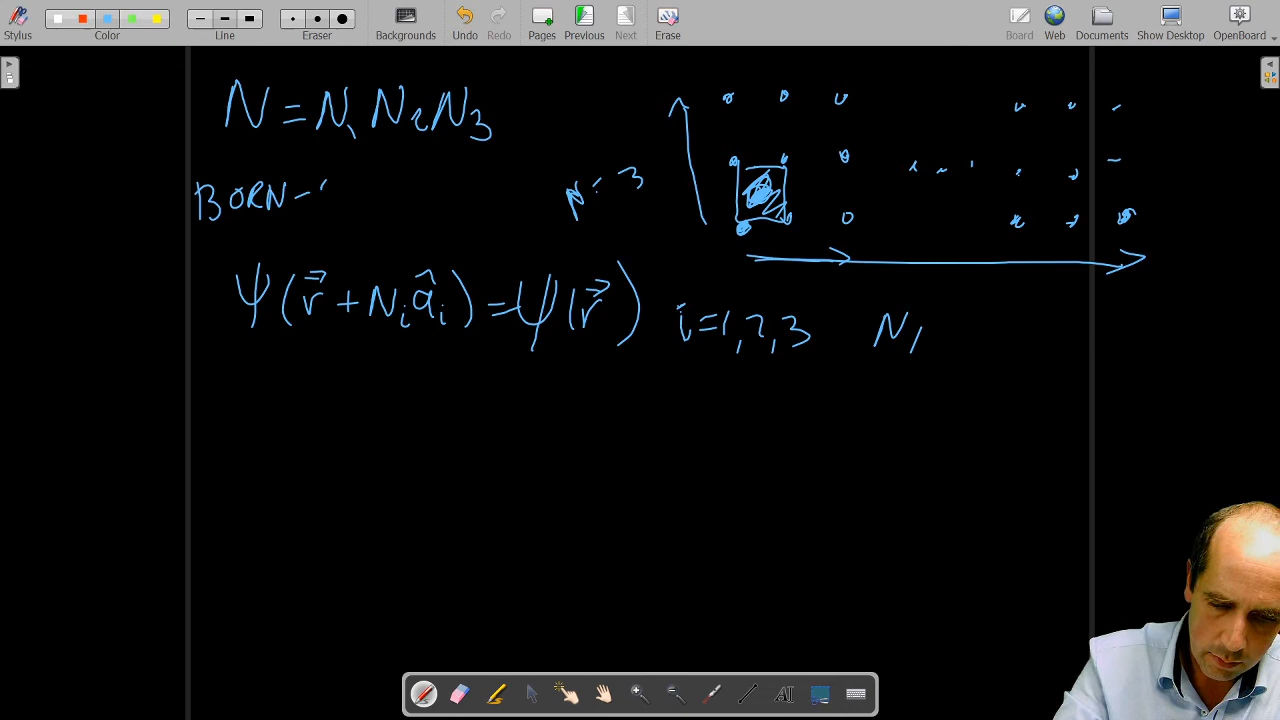 Stylus Color Line Eraser Backgrounds Undo Redo Pages Previous Next Erase Board Web Documents Show Desktop OpenBoard
N = N₁ N₂ N₃
BORN -
N: 3
ψ(r⃗ + Nᵢ âᵢ) = ψ(r⃗) i = 1, 2, 3 N,
AI